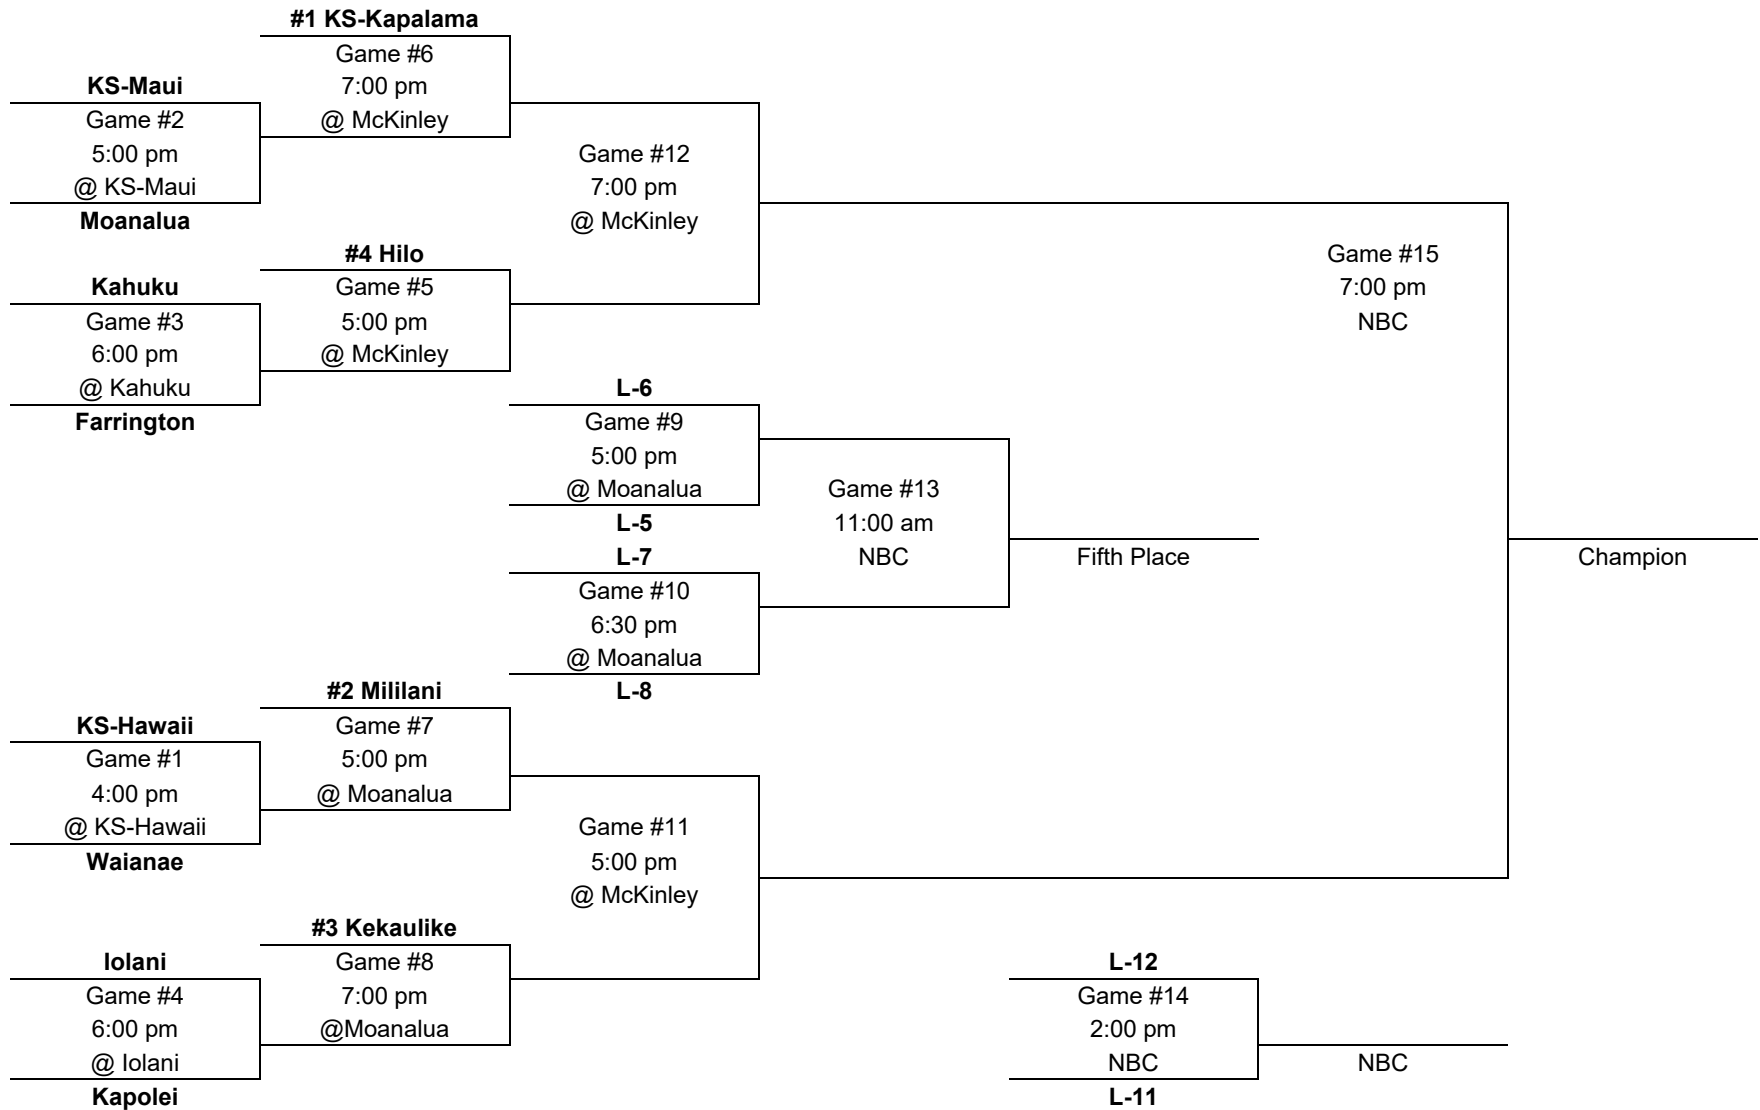 #1 KS-Kapalama
Game #6
7:00 pm
@ McKinley
KS-Maui
Game #2
5:00 pm
@ KS-Maui
Moanalua
Game #12
7:00 pm
@ McKinley
#4 Hilo
Game #5
5:00 pm
@ McKinley
Kahuku
Game #3
6:00 pm
@ Kahuku
Farrington
Game #15
7:00 pm
NBC
L-6
Game #9
5:00 pm
@ Moanalua
L-5
Game #13
11:00 am
NBC
Fifth Place
Champion
L-7
Game #10
6:30 pm
@ Moanalua
L-8
#2 Mililani
Game #7
5:00 pm
@ Moanalua
KS-Hawaii
Game #1
4:00 pm
@ KS-Hawaii
Waianae
Game #11
5:00 pm
@ McKinley
#3 Kekaulike
Game #8
7:00 pm
@Moanalua
Iolani
Game #4
6:00 pm
@ Iolani
Kapolei
L-12
Game #14
2:00 pm
NBC
L-11
NBC